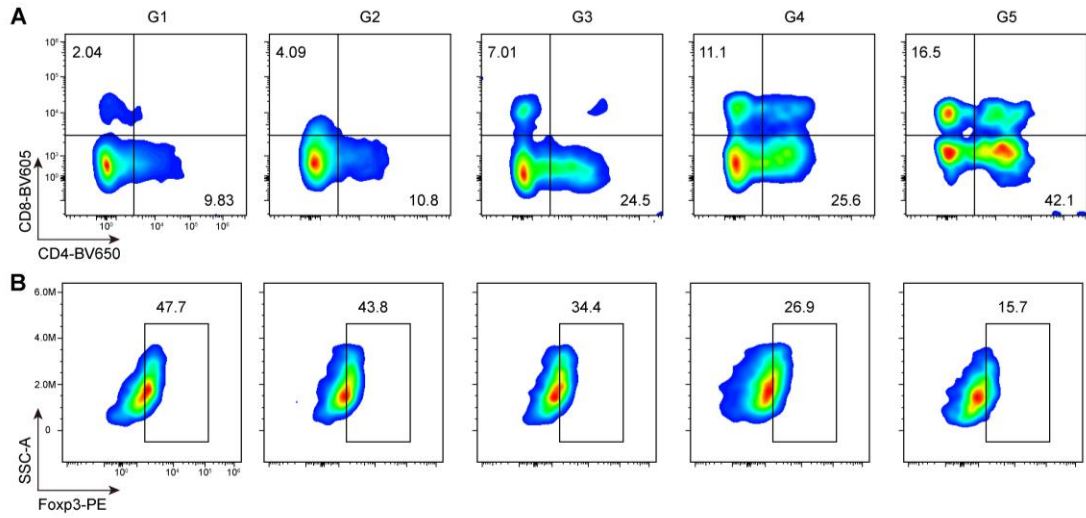 A
G1
G2
G3
G4
G5
2.04
4.09
7.01
11.1
16.5
9.83
10.8
24.5
25.6
42.1
CD8-BV605
CD4-BV650
B
47.7
43.8
34.4
26.9
15.7
6.0M
4.0M
2.0M
0
SSC-A
Foxp3-PE